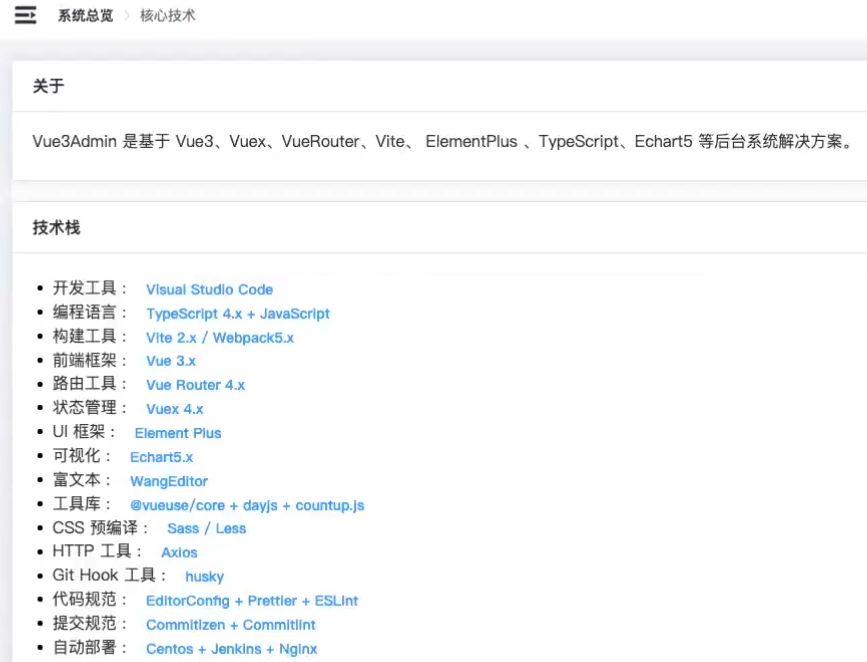 系统总览 > 核心技术
关于
Vue3Admin 是基于 Vue3、Vuex、VueRouter、Vite、 ElementPlus 、TypeScript、Echart5 等后台系统解决方案。
技术栈
• 开发工具： Visual Studio Code
• 编程语言： TypeScript 4.x + JavaScript
• 构建工具： Vite 2.x / Webpack5.x
• 前端框架： Vue 3.x
• 路由工具： Vue Router 4.x
• 状态管理： Vuex 4.x
• UI 框架： Element Plus
• 可视化： Echart5.x
• 富文本： WangEditor
• 工具库： @vueuse/core + dayjs + countup.js
• CSS 预编译： Sass / Less
• HTTP 工具： Axios
• Git Hook 工具： husky
• 代码规范： EditorConfig + Prettier + ESLint
• 提交规范： Commitizen + Commitlint
• 自动部署： Centos + Jenkins + Nginx